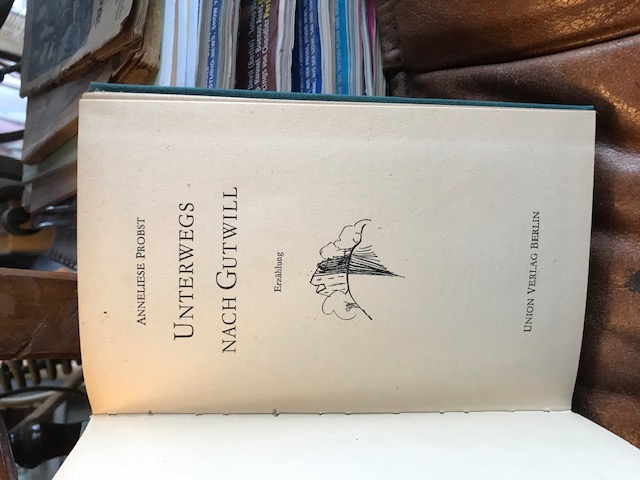 ANNELIESE PROBST
UNTERWEGS
NACH GUTWILL
Erzählung
UNION VERLAG BERLIN